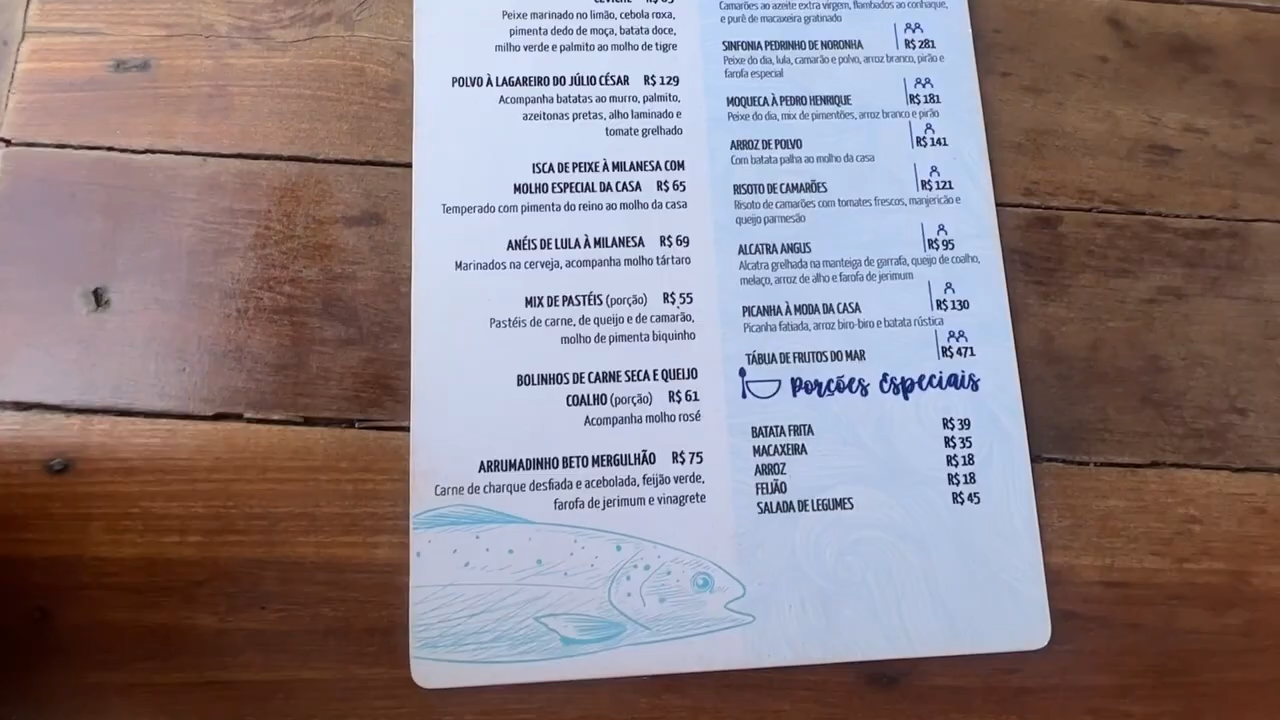 Peixe marinado no limão, cebola roxa,
pimenta dedo de moça, batata doce,
milho verde e palmito ao molho de tigre
POLVO À LAGAREIRO DO JÚLIO CÉSAR R$ 129
Acompanha batatas ao murro, palmito,
azeitonas pretas, alho laminado e
tomate grelhado
ISCA DE PEIXE À MILANESA COM
MOLHO ESPECIAL DA CASA R$ 65
Temperado com pimenta do reino ao molho da casa
ANÉIS DE LULA À MILANESA R$ 69
Marinados na cerveja, acompanha molho tártaro
MIX DE PASTÉIS (porção) R$ 55
Pastéis de carne, de queijo e de camarão,
molho de pimenta biquinho
BOLINHOS DE CARNE SECA E QUEIJO
COALHO (porção) R$ 61
Acompanha molho rosé
ARRUMADINHO BETO MERGULHÃO R$ 75
Carne de charque desfiada e acebolada, feijão verde,
farofa de jerimum e vinagrete
Camarões ao azeite extra virgem, flambados ao conhaque,
e purê de macaxeira gratinado
SINFONIA PEDRINHO DE NORONHA R$ 281
Peixe do dia, lula, camarão e polvo, arroz branco, pirão e
farofa especial
MOQUECA À PEDRO HENRIQUE R$ 181
Peixe do dia, mix de pimentões, arroz branco e pirão
ARROZ DE POLVO R$ 141
Com batata palha ao molho da casa
RISOTO DE CAMARÕES R$ 121
Risoto de camarões com tomates frescos, manjericão e
queijo parmesão
ALCATRA ANGUS R$ 95
Alcatra grelhada na manteiga de garrafa, queijo de coalho,
melaço, arroz de alho e farofa de jerimum
PICANHA À MODA DA CASA R$ 130
Picanha fatiada, arroz biro-biro e batata rústica
TÁBUA DE FRUTOS DO MAR R$ 471
Porções Especiais
BATATA FRITA R$ 39
MACAXEIRA R$ 35
ARROZ R$ 18
FEIJÃO R$ 18
SALADA DE LEGUMES R$ 45